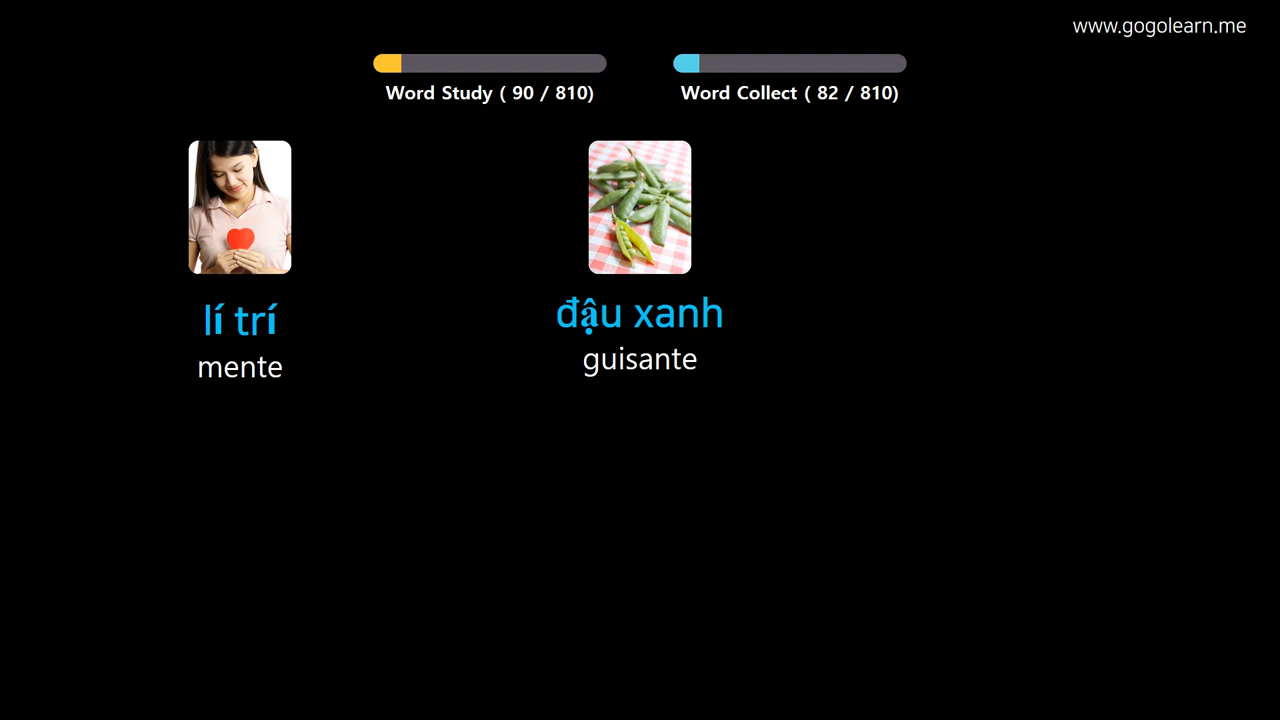 www.gogolearn.me
Word Study ( 90 / 810)
Word Collect ( 82 / 810)
lí trí
mente
đậu xanh
guisante